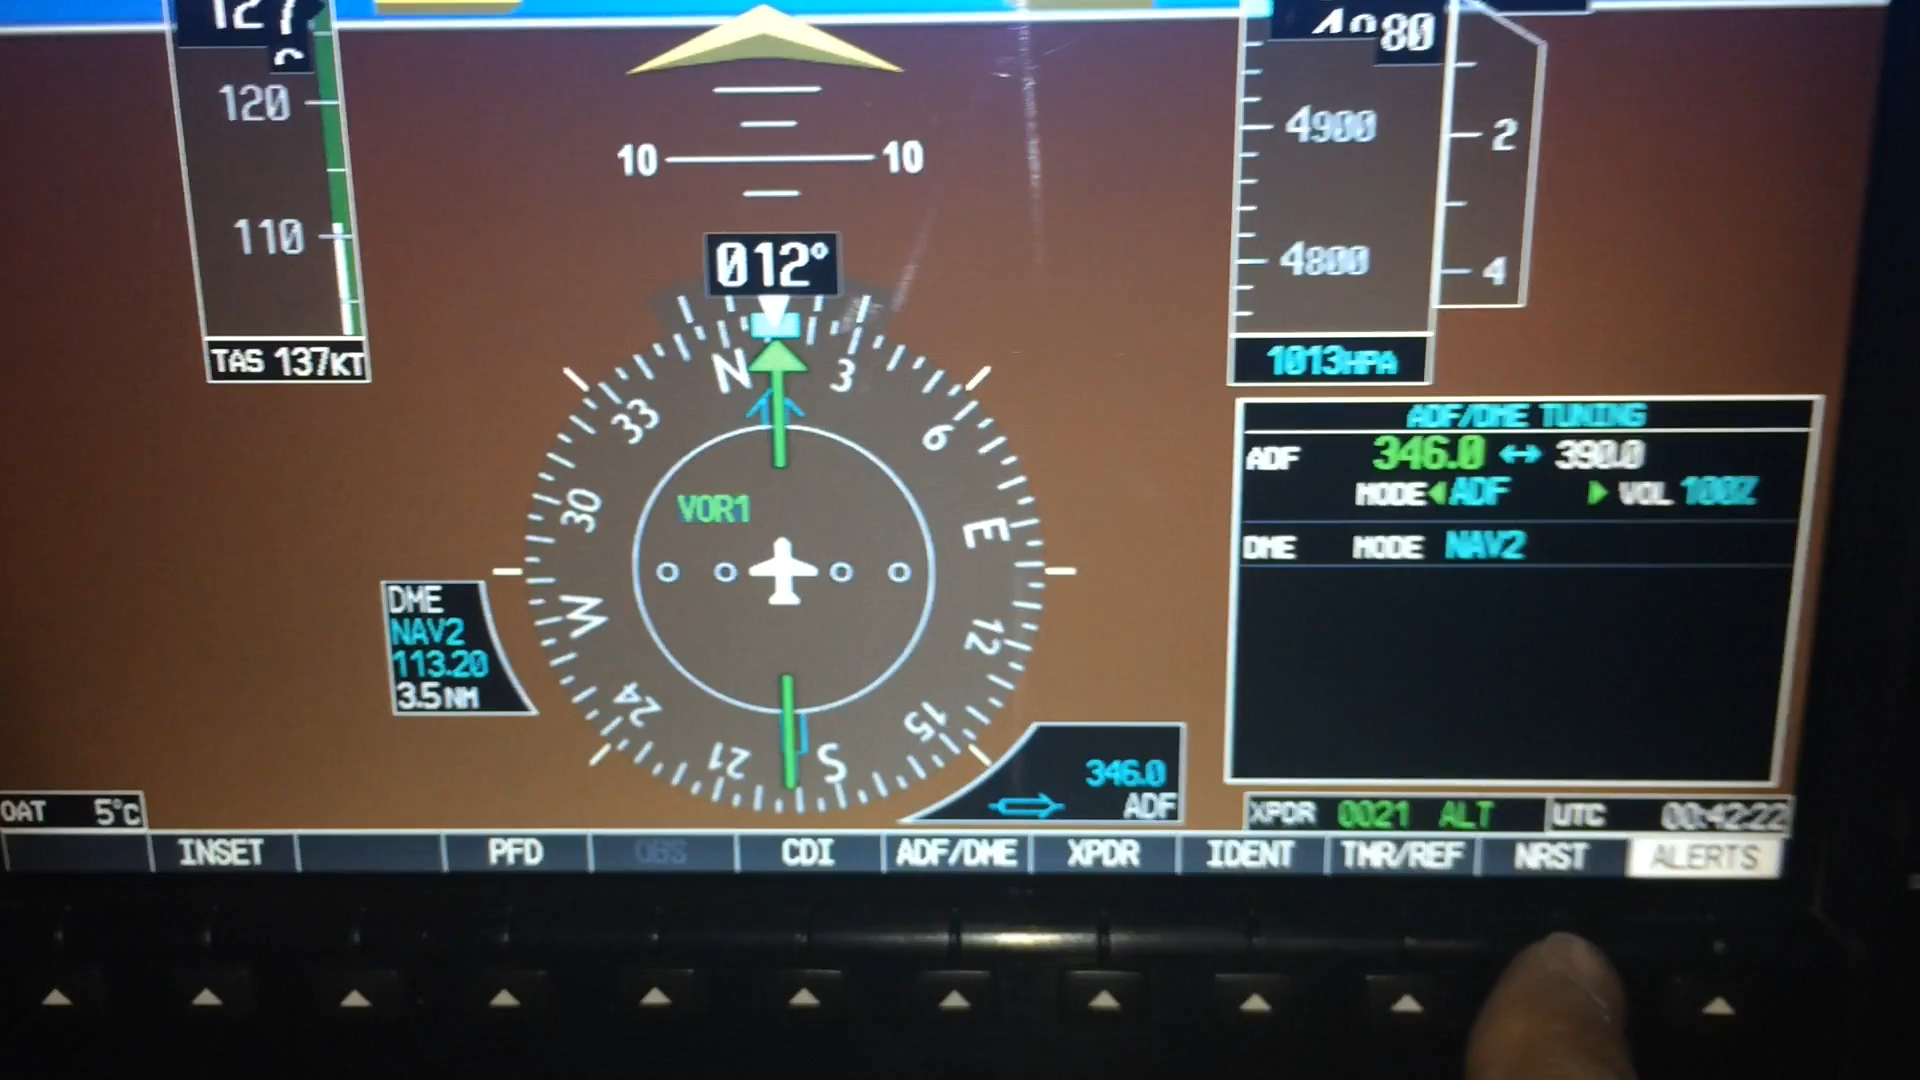 120
110
TAS 137KT
10 10
012°
N 3 6 E 12 15 S 21 24 W 30 33
VOR1
DME
NAV2
113.20
3.5NM
80
4900
4800
1013HPA
2
4
ADF/DME TUNING
ADF 346.0 ↔ 390.0
MODE ADF VOL 100%
DME MODE NAV2
346.0
ADF
OAT 5°C
XPDR 0021 ALT UTC 00:42:22
INSET PFD OBS CDI ADF/DME XPDR IDENT TMR/REF NRST ALERTS